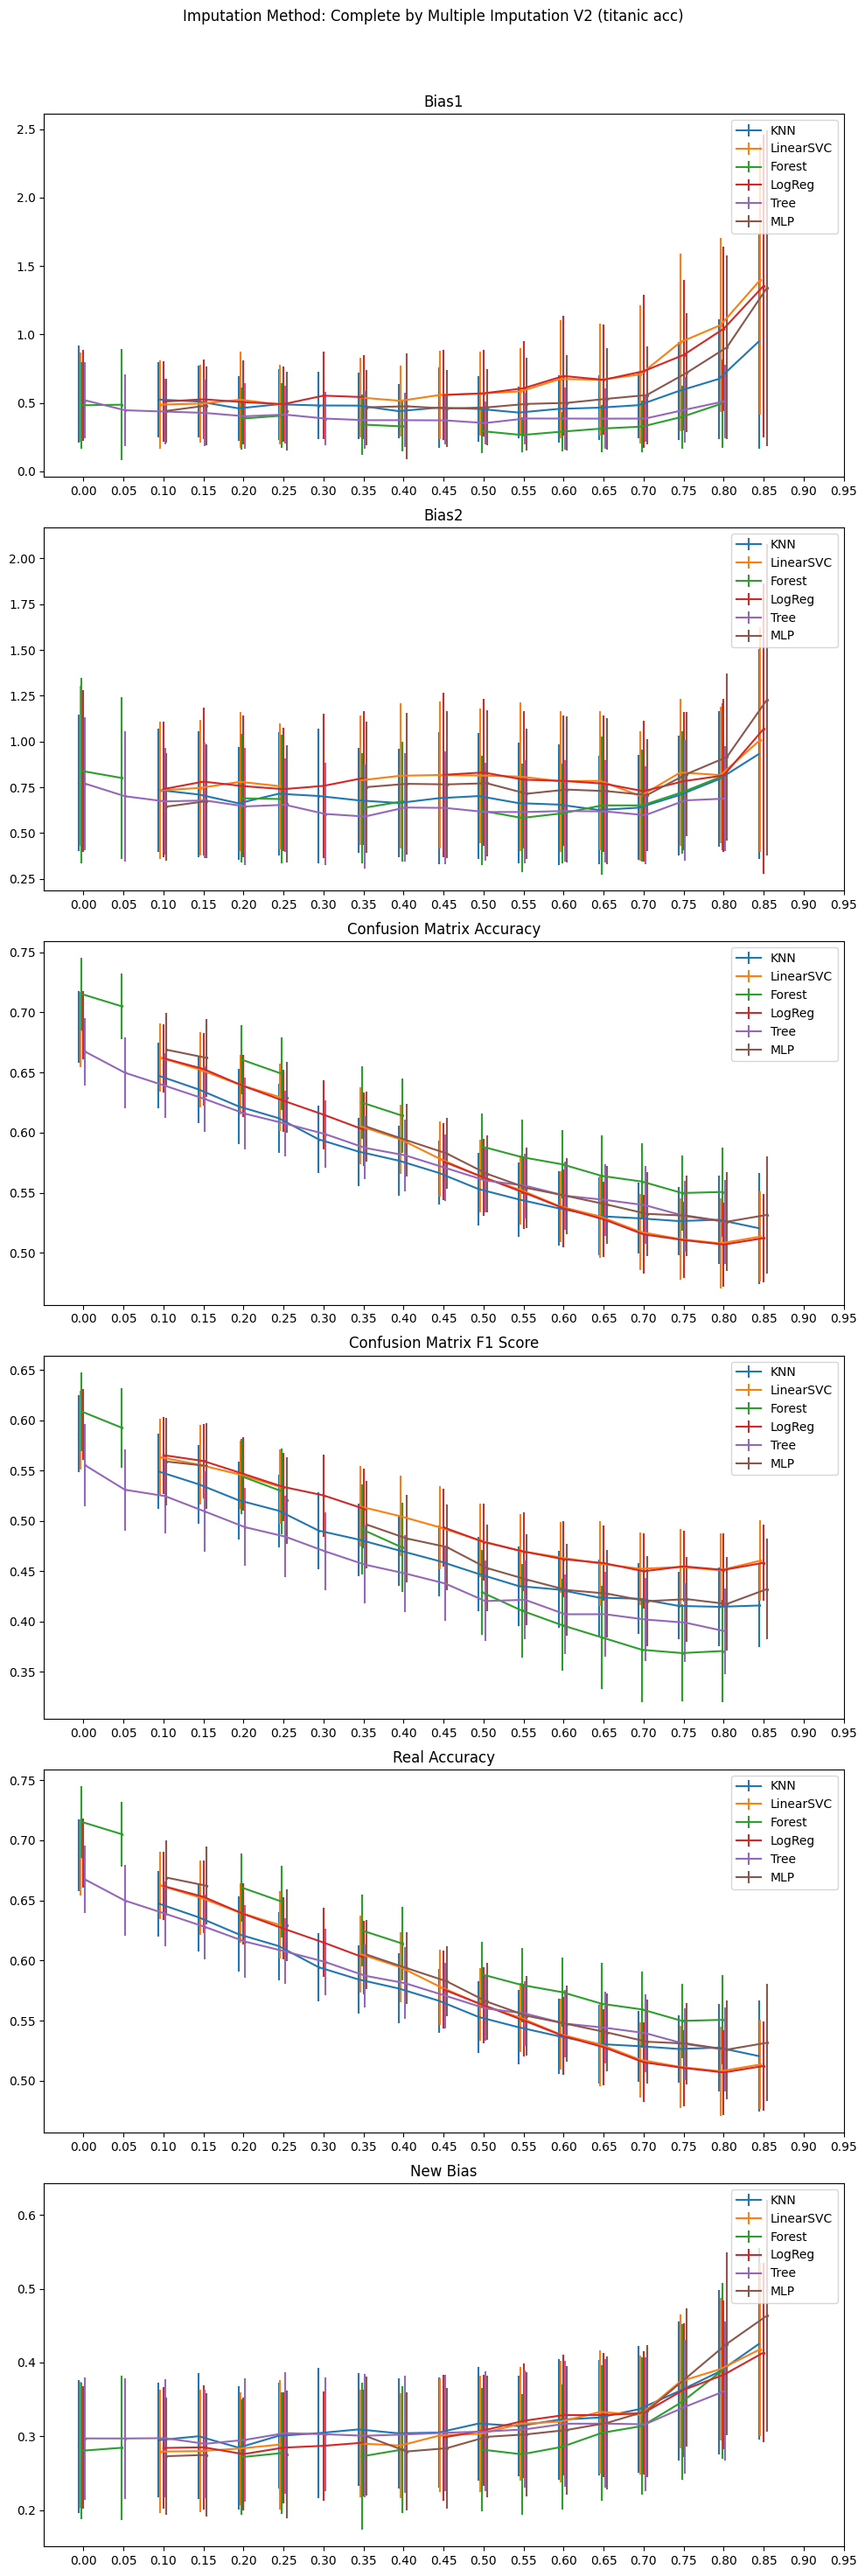 Imputation Method: Complete by Multiple Imputation V2 (titanic acc)
Bias1
2.5
2.0
1.5
1.0
0.5
0.0
KNN
LinearSVC
Forest
LogReg
Tree
MLP
0.00 0.05 0.10 0.15 0.20 0.25 0.30 0.35 0.40 0.45 0.50 0.55 0.60 0.65 0.70 0.75 0.80 0.85 0.90 0.95
Bias2
2.00
1.75
1.50
1.25
1.00
0.75
0.50
0.25
KNN
LinearSVC
Forest
LogReg
Tree
MLP
0.00 0.05 0.10 0.15 0.20 0.25 0.30 0.35 0.40 0.45 0.50 0.55 0.60 0.65 0.70 0.75 0.80 0.85 0.90 0.95
Confusion Matrix Accuracy
0.75
0.70
0.65
0.60
0.55
0.50
KNN
LinearSVC
Forest
LogReg
Tree
MLP
0.00 0.05 0.10 0.15 0.20 0.25 0.30 0.35 0.40 0.45 0.50 0.55 0.60 0.65 0.70 0.75 0.80 0.85 0.90 0.95
Confusion Matrix F1 Score
0.65
0.60
0.55
0.50
0.45
0.40
0.35
KNN
LinearSVC
Forest
LogReg
Tree
MLP
0.00 0.05 0.10 0.15 0.20 0.25 0.30 0.35 0.40 0.45 0.50 0.55 0.60 0.65 0.70 0.75 0.80 0.85 0.90 0.95
Real Accuracy
0.75
0.70
0.65
0.60
0.55
0.50
KNN
LinearSVC
Forest
LogReg
Tree
MLP
0.00 0.05 0.10 0.15 0.20 0.25 0.30 0.35 0.40 0.45 0.50 0.55 0.60 0.65 0.70 0.75 0.80 0.85 0.90 0.95
New Bias
0.6
0.5
0.4
0.3
0.2
KNN
LinearSVC
Forest
LogReg
Tree
MLP
0.00 0.05 0.10 0.15 0.20 0.25 0.30 0.35 0.40 0.45 0.50 0.55 0.60 0.65 0.70 0.75 0.80 0.85 0.90 0.95